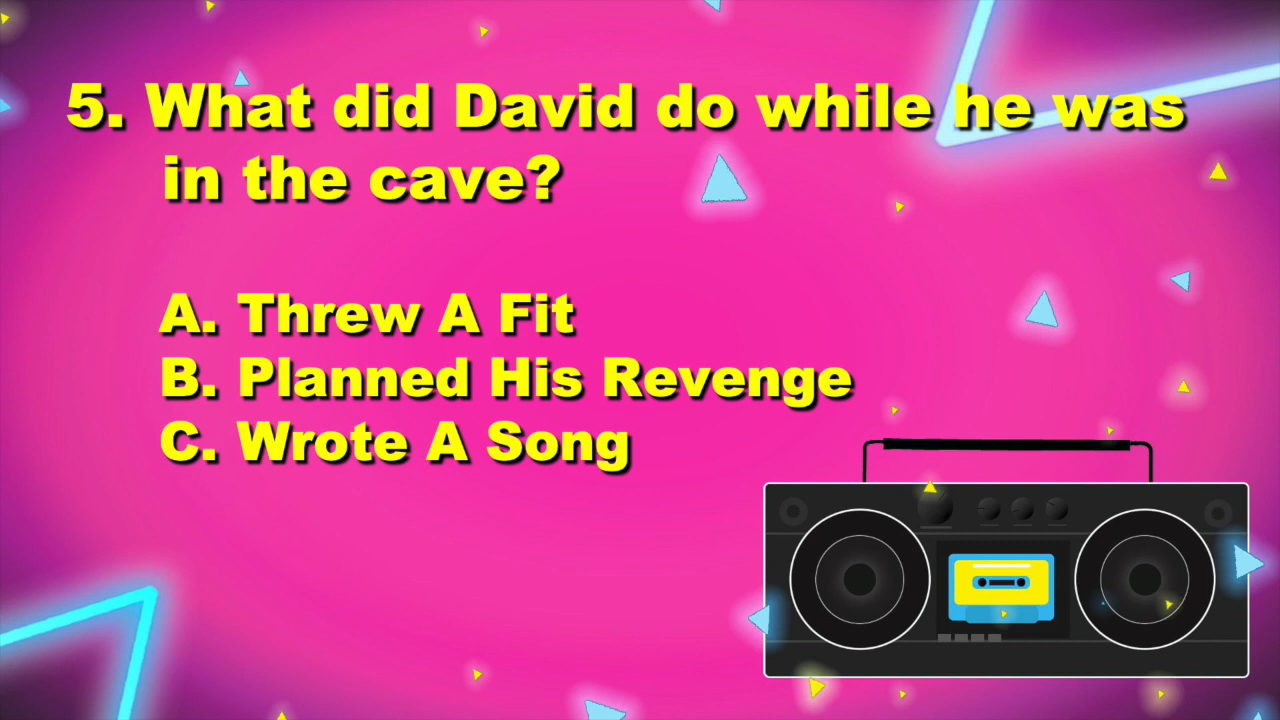 5. What did David do while he was
in the cave?
A. Threw A Fit
B. Planned His Revenge
C. Wrote A Song